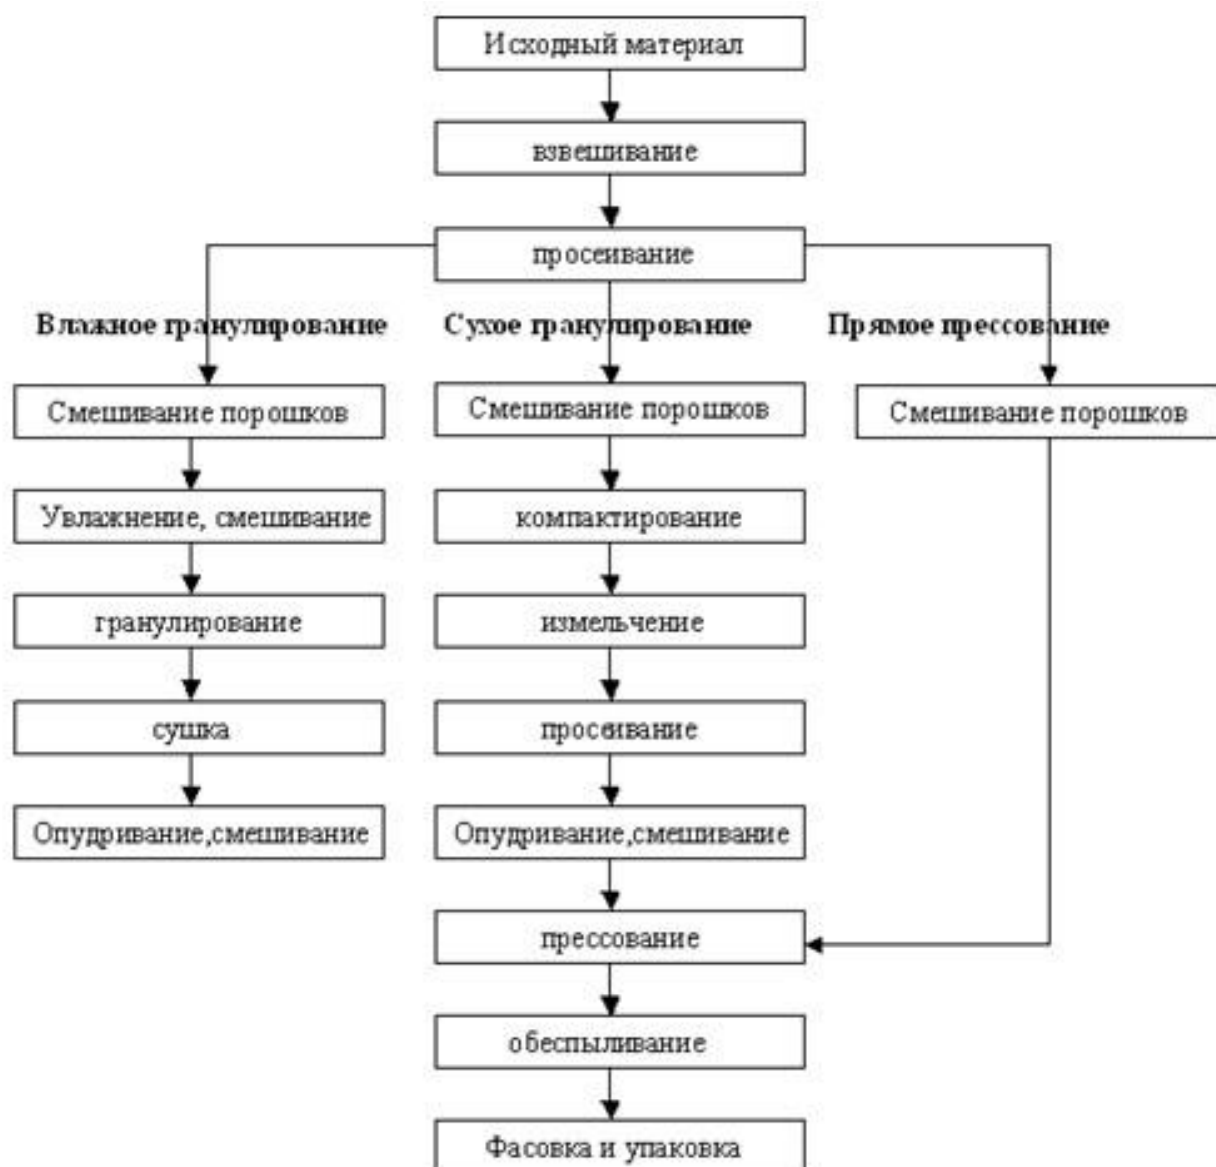 Исходный материал
взвешивание
просеивание
Влажное гранулирование
Сухое гранулирование
Прямое прессование
Смешивание порошков
Смешивание порошков
Смешивание порошков
Увлажнение, смешивание
компактирование
гранулирование
измельчение
сушка
просеивание
Опудривание,смешивание
Опудривание,смешивание
прессование
обеспыливание
Фасовка и упаковка